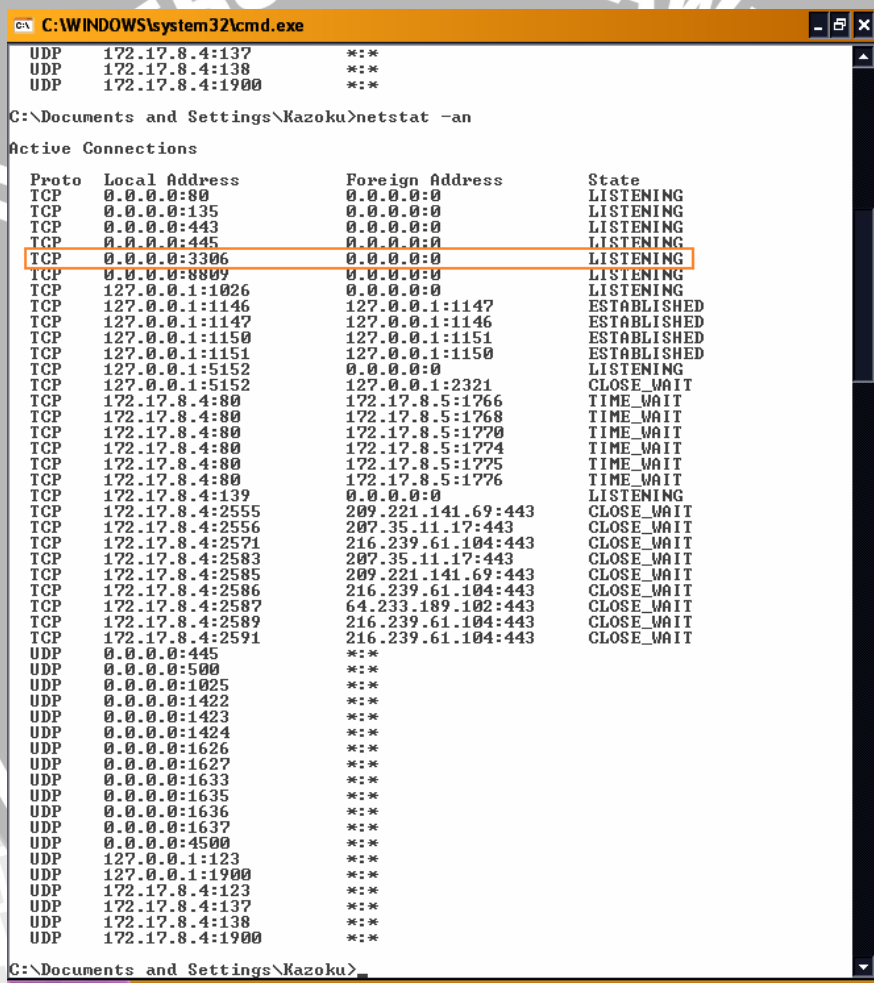 C:\WINDOWS\system32\cmd.exe
UDP 172.17.8.4:137 *:*
UDP 172.17.8.4:138 *:*
UDP 172.17.8.4:1900 *:*
C:\Documents and Settings\Kazoku>netstat -an
Active Connections
Proto Local Address Foreign Address State
TCP 0.0.0.0:80 0.0.0.0:0 LISTENING
TCP 0.0.0.0:135 0.0.0.0:0 LISTENING
TCP 0.0.0.0:443 0.0.0.0:0 LISTENING
TCP 0.0.0.0:445 0.0.0.0:0 LISTENING
TCP 0.0.0.0:3306 0.0.0.0:0 LISTENING
TCP 0.0.0.0:8809 0.0.0.0:0 LISTENING
TCP 127.0.0.1:1026 0.0.0.0:0 LISTENING
TCP 127.0.0.1:1146 127.0.0.1:1147 ESTABLISHED
TCP 127.0.0.1:1147 127.0.0.1:1146 ESTABLISHED
TCP 127.0.0.1:1150 127.0.0.1:1151 ESTABLISHED
TCP 127.0.0.1:1151 127.0.0.1:1150 ESTABLISHED
TCP 127.0.0.1:5152 0.0.0.0:0 LISTENING
TCP 127.0.0.1:5152 127.0.0.1:2321 CLOSE_WAIT
TCP 172.17.8.4:80 172.17.8.5:1766 TIME_WAIT
TCP 172.17.8.4:80 172.17.8.5:1768 TIME_WAIT
TCP 172.17.8.4:80 172.17.8.5:1770 TIME_WAIT
TCP 172.17.8.4:80 172.17.8.5:1774 TIME_WAIT
TCP 172.17.8.4:80 172.17.8.5:1775 TIME_WAIT
TCP 172.17.8.4:80 172.17.8.5:1776 TIME_WAIT
TCP 172.17.8.4:139 0.0.0.0:0 LISTENING
TCP 172.17.8.4:2555 209.221.141.69:443 CLOSE_WAIT
TCP 172.17.8.4:2556 207.35.11.17:443 CLOSE_WAIT
TCP 172.17.8.4:2571 216.239.61.104:443 CLOSE_WAIT
TCP 172.17.8.4:2583 207.35.11.17:443 CLOSE_WAIT
TCP 172.17.8.4:2585 209.221.141.69:443 CLOSE_WAIT
TCP 172.17.8.4:2586 216.239.61.104:443 CLOSE_WAIT
TCP 172.17.8.4:2587 64.233.189.102:443 CLOSE_WAIT
TCP 172.17.8.4:2589 216.239.61.104:443 CLOSE_WAIT
TCP 172.17.8.4:2591 216.239.61.104:443 CLOSE_WAIT
UDP 0.0.0.0:445 *:*
UDP 0.0.0.0:500 *:*
UDP 0.0.0.0:1025 *:*
UDP 0.0.0.0:1422 *:*
UDP 0.0.0.0:1423 *:*
UDP 0.0.0.0:1424 *:*
UDP 0.0.0.0:1626 *:*
UDP 0.0.0.0:1627 *:*
UDP 0.0.0.0:1633 *:*
UDP 0.0.0.0:1635 *:*
UDP 0.0.0.0:1636 *:*
UDP 0.0.0.0:1637 *:*
UDP 0.0.0.0:4500 *:*
UDP 127.0.0.1:123 *:*
UDP 127.0.0.1:1900 *:*
UDP 172.17.8.4:123 *:*
UDP 172.17.8.4:137 *:*
UDP 172.17.8.4:138 *:*
UDP 172.17.8.4:1900 *:*
C:\Documents and Settings\Kazoku>_